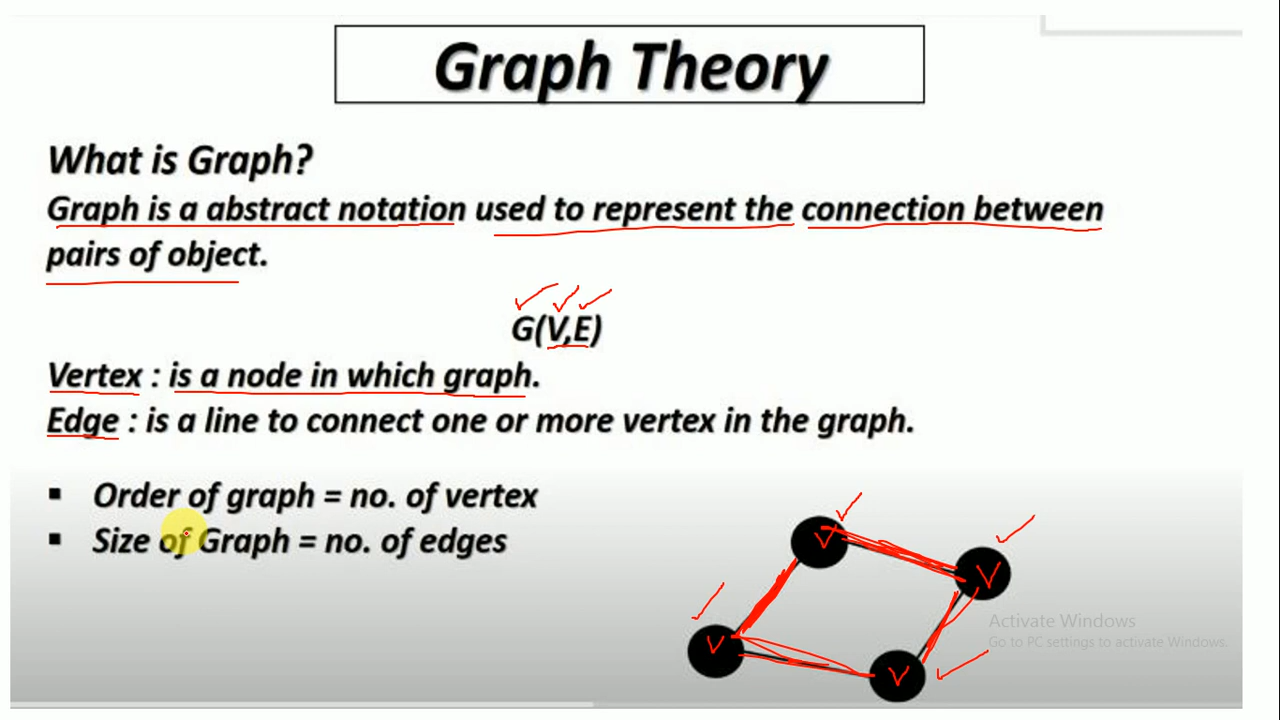 Graph Theory
What is Graph?
Graph is a abstract notation used to represent the connection between
pairs of object.
G(V,E)
Vertex : is a node in which graph.
Edge : is a line to connect one or more vertex in the graph.
▪ Order of graph = no. of vertex
▪ Size of Graph = no. of edges
V
V
V
V
Activate Windows
Go to PC settings to activate Windows.